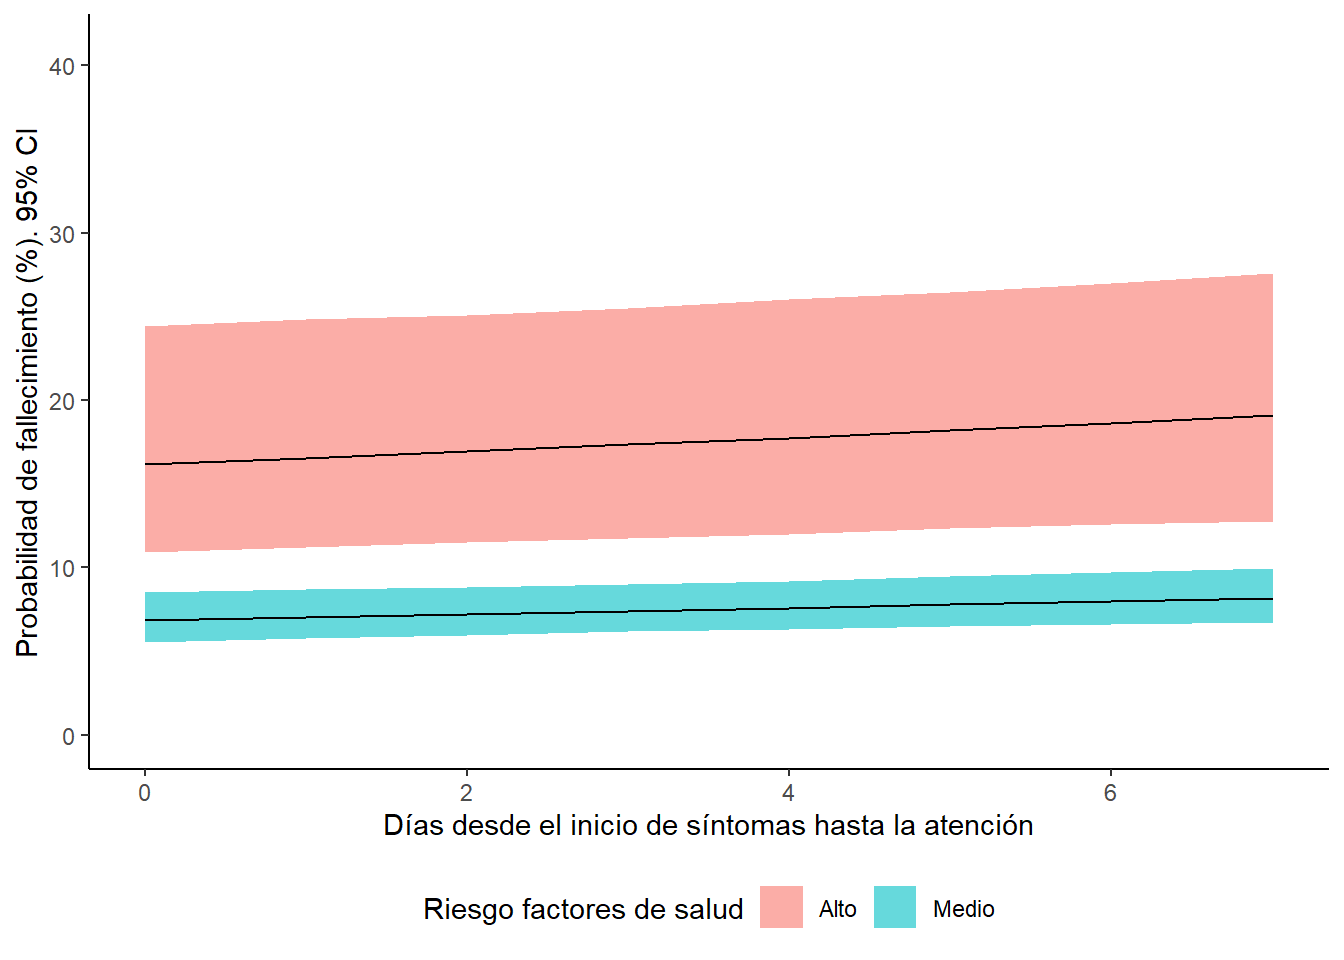 Probabilidad de fallecimiento (%). 95% CI
40
30
20
10
0
0 2 4 6
Días desde el inicio de síntomas hasta la atención
Riesgo factores de salud Alto Medio